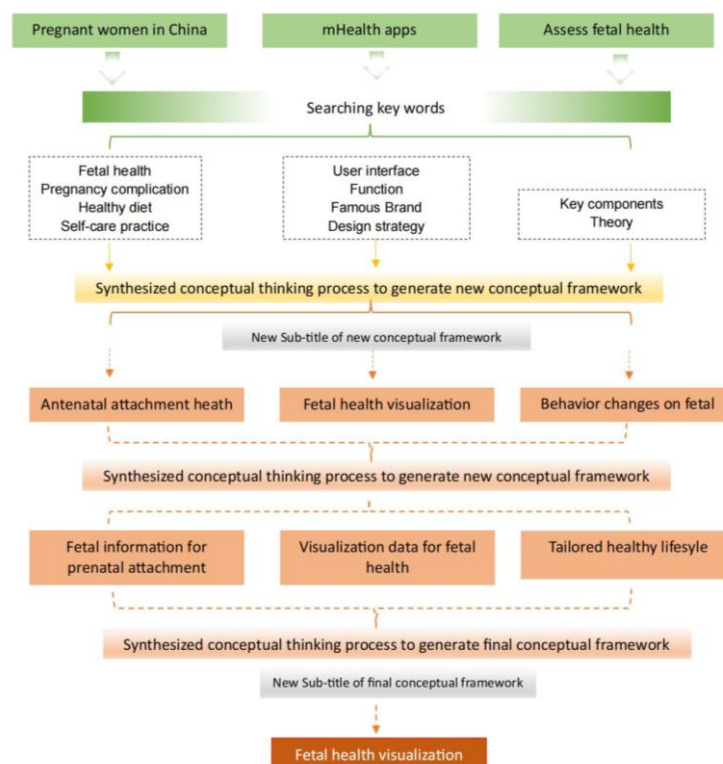 Pregnant women in China
mHealth apps
Assess fetal health
Searching key words
Fetal health
Pregnancy complication
Healthy diet
Self-care practice
User interface
Function
Famous Brand
Design strategy
Key components
Theory
Synthesized conceptual thinking process to generate new conceptual framework
New Sub-title of new conceptual framework
Antenatal attachment heath
Fetal health visualization
Behavior changes on fetal
Synthesized conceptual thinking process to generate new conceptual framework
Fetal information for
prenatal attachment
Visualization data for fetal
health
Tailored healthy lifesyle
Synthesized conceptual thinking process to generate final conceptual framework
New Sub-title of final conceptual framework
Fetal health visualization